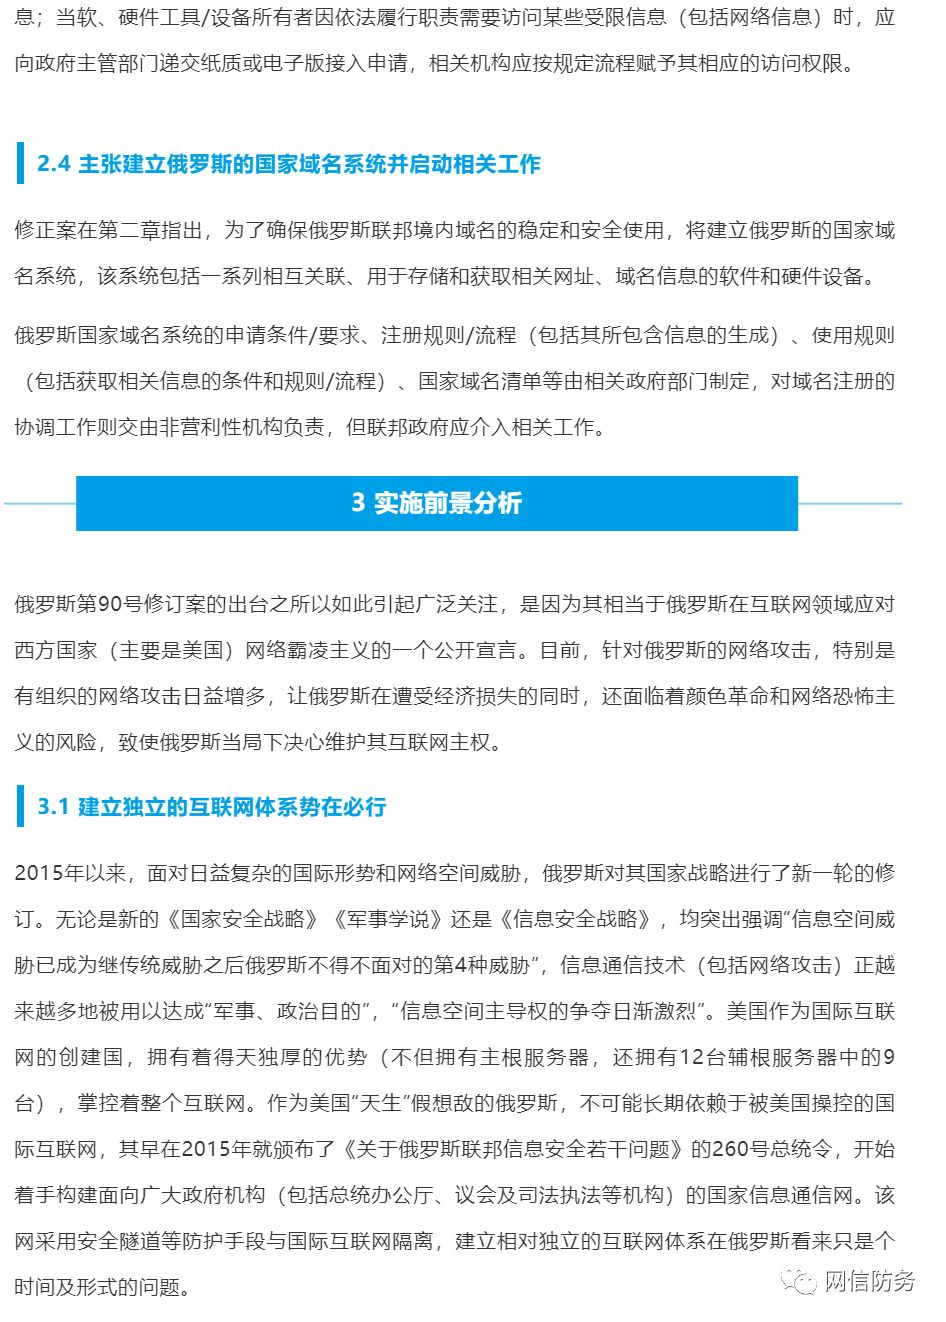 息；当软、硬件工具/设备所有者因依法履行职责需要访问某些受限信息（包括网络信息）时，应
向政府主管部门递交纸质或电子版接入申请，相关机构应按规定流程赋予其相应的访问权限。
2.4 主张建立俄罗斯的国家域名系统并启动相关工作
修正案在第二章指出，为了确保俄罗斯联邦境内域名的稳定和安全使用，将建立俄罗斯的国家域
名系统，该系统包括一系列相互关联、用于存储和获取相关网址、域名信息的软件和硬件设备。
俄罗斯国家域名系统的申请条件/要求、注册规则/流程（包括其所包含信息的生成）、使用规则
（包括获取相关信息的条件和规则/流程）、国家域名清单等由相关政府部门制定，对域名注册的
协调工作则交由非营利性机构负责，但联邦政府应介入相关工作。
3 实施前景分析
俄罗斯第90号修订案的出台之所以如此引起广泛关注，是因为其相当于俄罗斯在互联网领域应对
西方国家（主要是美国）网络霸凌主义的一个公开宣言。目前，针对俄罗斯的网络攻击，特别是
有组织的网络攻击日益增多，让俄罗斯在遭受经济损失的同时，还面临着颜色革命和网络恐怖主
义的风险，致使俄罗斯当局下决心维护其互联网主权。
3.1 建立独立的互联网体系势在必行
2015年以来，面对日益复杂的国际形势和网络空间威胁，俄罗斯对其国家战略进行了新一轮的修
订。无论是新的《国家安全战略》《军事学说》还是《信息安全战略》，均突出强调“信息空间威
胁已成为继传统威胁之后俄罗斯不得不面对的第4种威胁”，信息通信技术（包括网络攻击）正越
来越多地被用以达成“军事、政治目的”，“信息空间主导权的争夺日渐激烈”。美国作为国际互联
网的创建国，拥有着得天独厚的优势（不但拥有主根服务器，还拥有12台辅根服务器中的9
台），掌控着整个互联网。作为美国“天生”假想敌的俄罗斯，不可能长期依赖于被美国操控的国
际互联网，其早在2015年就颁布了《关于俄罗斯联邦信息安全若干问题》的260号总统令，开始
着手构建面向广大政府机构（包括总统办公厅、议会及司法执法等机构）的国家信息通信网。该
网采用安全隧道等防护手段与国际互联网隔离，建立相对独立的互联网体系在俄罗斯看来只是个
时间及形式的问题。
网信防务